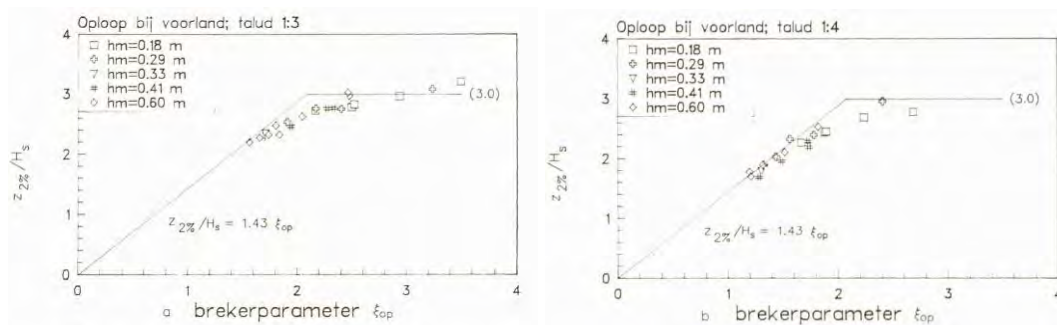 Oploop bij voorland; talud 1:3
4
3
2
1
0
z2%/Hs
□ hm=0.18 m
hm=0.29 m
▽ hm=0.33 m
# hm=0.41 m
◇ hm=0.60 m
(3.0)
z2%/Hs = 1.43 ξop
0 1 2 3 4
a brekerparameter ξop
Oploop bij voorland; talud 1:4
4
3
2
1
0
z2%/Hs
□ hm=0.18 m
hm=0.29 m
▽ hm=0.33 m
# hm=0.41 m
◇ hm=0.60 m
(3.0)
z2%/Hs = 1.43 ξop
0 1 2 3 4
b brekerparameter ξop